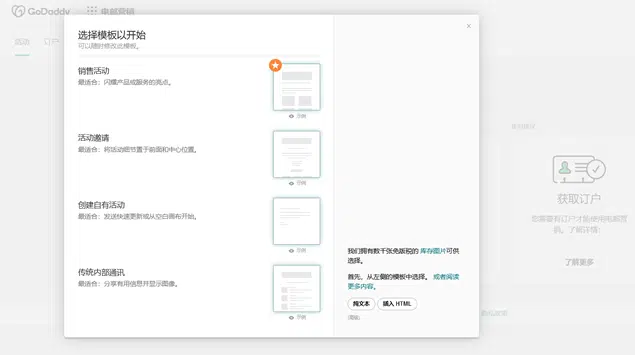 GoDaddy
电邮营销
活动
订户
×
选择模板以开始
可以随时修改此模板。
销售活动
最适合：闪耀产品或服务的亮点。
示例
活动邀请
最适合：将活动细节置于前面和中心位置。
示例
创建自有活动
最适合：发送快速更新或从空白画布开始。
示例
传统内部通讯
最适合：分享有用信息并显示图像。
示例
我们拥有数千张免版税的 库存图片可供
选择。
首先，从左侧的模板中选择。 或者阅读
更多内容。
纯文本
插入 HTML
获取订户
您需要有订户才能使用电邮营
销。了解详情！
了解更多